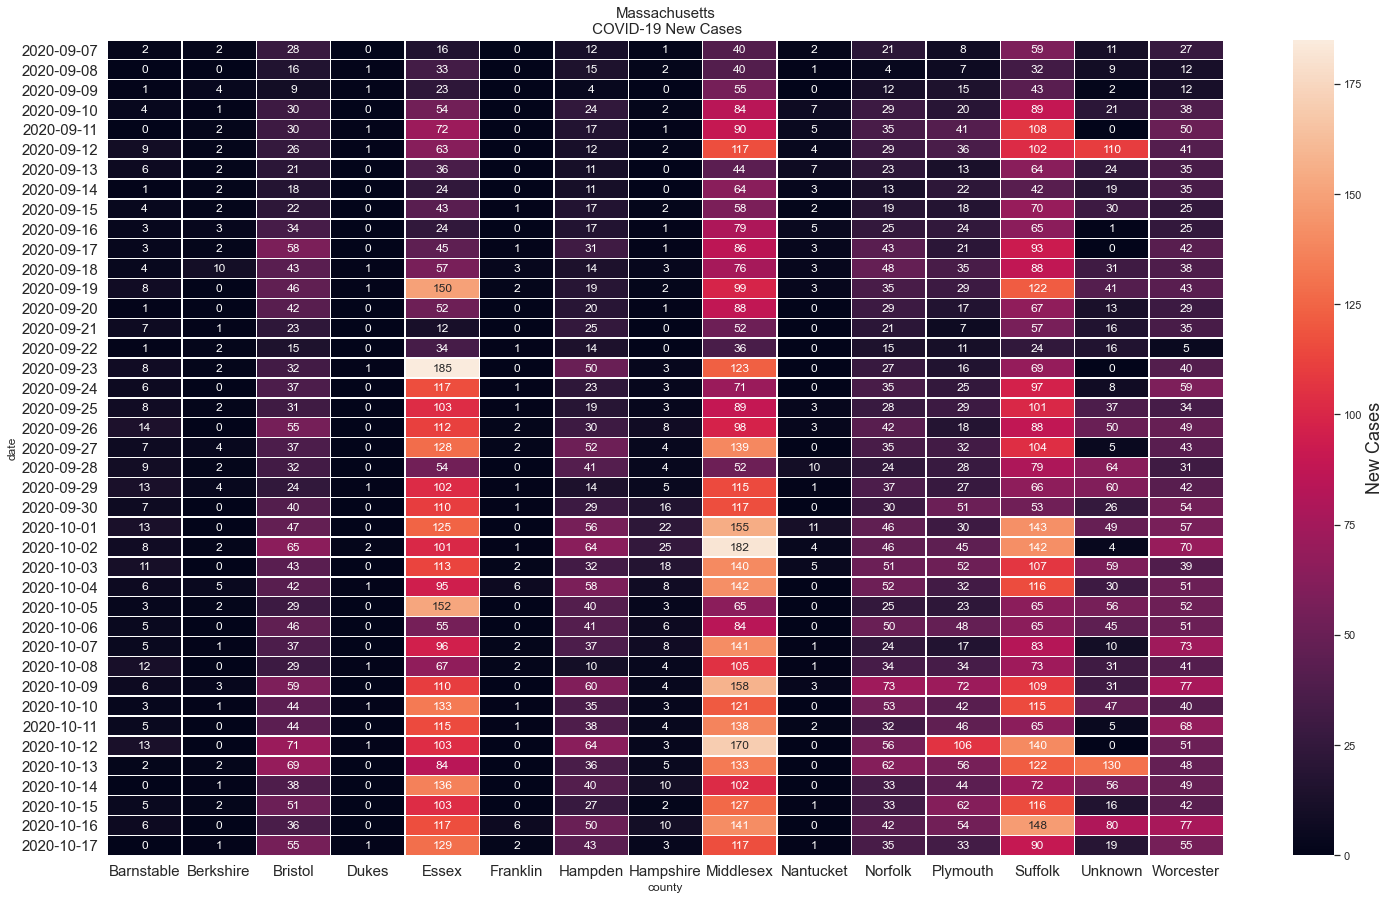 Massachusetts
COVID-19 New Cases
2020-09-07 2 2 28 0 16 0 12 1 40 2 21 8 59 11 27
2020-09-08 0 0 16 1 33 0 15 2 40 1 4 7 32 9 12
2020-09-09 1 4 9 1 23 0 4 0 55 0 12 15 43 2 12
2020-09-10 4 1 30 0 54 0 24 2 84 7 29 20 89 21 38
2020-09-11 0 2 30 1 72 0 17 1 90 5 35 41 108 0 50
2020-09-12 9 2 26 1 63 0 12 2 117 4 29 36 102 110 41
2020-09-13 6 2 21 0 36 0 11 0 44 7 23 13 64 24 35
2020-09-14 1 2 18 0 24 0 11 0 64 3 13 22 42 19 35
2020-09-15 4 2 22 0 43 1 17 2 58 2 19 18 70 30 25
2020-09-16 3 3 34 0 24 0 17 1 79 5 25 24 65 1 25
2020-09-17 3 2 58 0 45 1 31 1 86 3 43 21 93 0 42
2020-09-18 4 10 43 1 57 3 14 3 76 3 48 35 88 31 38
2020-09-19 8 0 46 1 150 2 19 2 99 3 35 29 122 41 43
2020-09-20 1 0 42 0 52 0 20 1 88 0 29 17 67 13 29
2020-09-21 7 1 23 0 12 0 25 0 52 0 21 7 57 16 35
2020-09-22 1 2 15 0 34 1 14 0 36 0 15 11 24 16 5
2020-09-23 8 2 32 1 185 0 50 3 123 0 27 16 69 0 40
2020-09-24 6 0 37 0 117 1 23 3 71 0 35 25 97 8 59
2020-09-25 8 2 31 0 103 1 19 3 89 3 28 29 101 37 34
2020-09-26 14 0 55 0 112 2 30 8 98 3 42 18 88 50 49
2020-09-27 7 4 37 0 128 2 52 4 139 0 35 32 104 5 43
2020-09-28 9 2 32 0 54 0 41 4 52 10 24 28 79 64 31
2020-09-29 13 4 24 1 102 1 14 5 115 1 37 27 66 60 42
2020-09-30 7 0 40 0 110 1 29 16 117 0 30 51 53 26 54
2020-10-01 13 0 47 0 125 0 56 22 155 11 46 30 143 49 57
2020-10-02 8 2 65 2 101 1 64 25 182 4 46 45 142 4 70
2020-10-03 11 0 43 0 113 2 32 18 140 5 51 52 107 59 39
2020-10-04 6 5 42 1 95 6 58 8 142 0 52 32 116 30 51
2020-10-05 3 2 29 0 152 0 40 3 65 0 25 23 65 56 52
2020-10-06 5 0 46 0 55 0 41 6 84 0 50 48 65 45 51
2020-10-07 5 1 37 0 96 2 37 8 141 1 24 17 83 10 73
2020-10-08 12 0 29 1 67 2 10 4 105 1 34 34 73 31 41
2020-10-09 6 3 59 0 110 0 60 4 158 3 73 72 109 31 77
2020-10-10 3 1 44 1 133 1 35 3 121 0 53 42 115 47 40
2020-10-11 5 0 44 0 115 1 38 4 138 2 32 46 65 5 68
2020-10-12 13 0 71 1 103 0 64 3 170 0 56 106 140 0 51
2020-10-13 2 2 69 0 84 0 36 5 133 0 62 56 122 130 48
2020-10-14 0 1 38 0 136 0 40 10 102 0 33 44 72 56 49
2020-10-15 5 2 51 0 103 0 27 2 127 1 33 62 116 16 42
2020-10-16 6 0 36 0 117 6 50 10 141 0 42 54 148 80 77
2020-10-17 0 1 55 1 129 2 43 3 117 1 35 33 90 19 55
Barnstable Berkshire Bristol Dukes Essex Franklin Hampden Hampshire Middlesex Nantucket Norfolk Plymouth Suffolk Unknown Worcester
county
date
175
150
125
100
75
50
25
0
New Cases